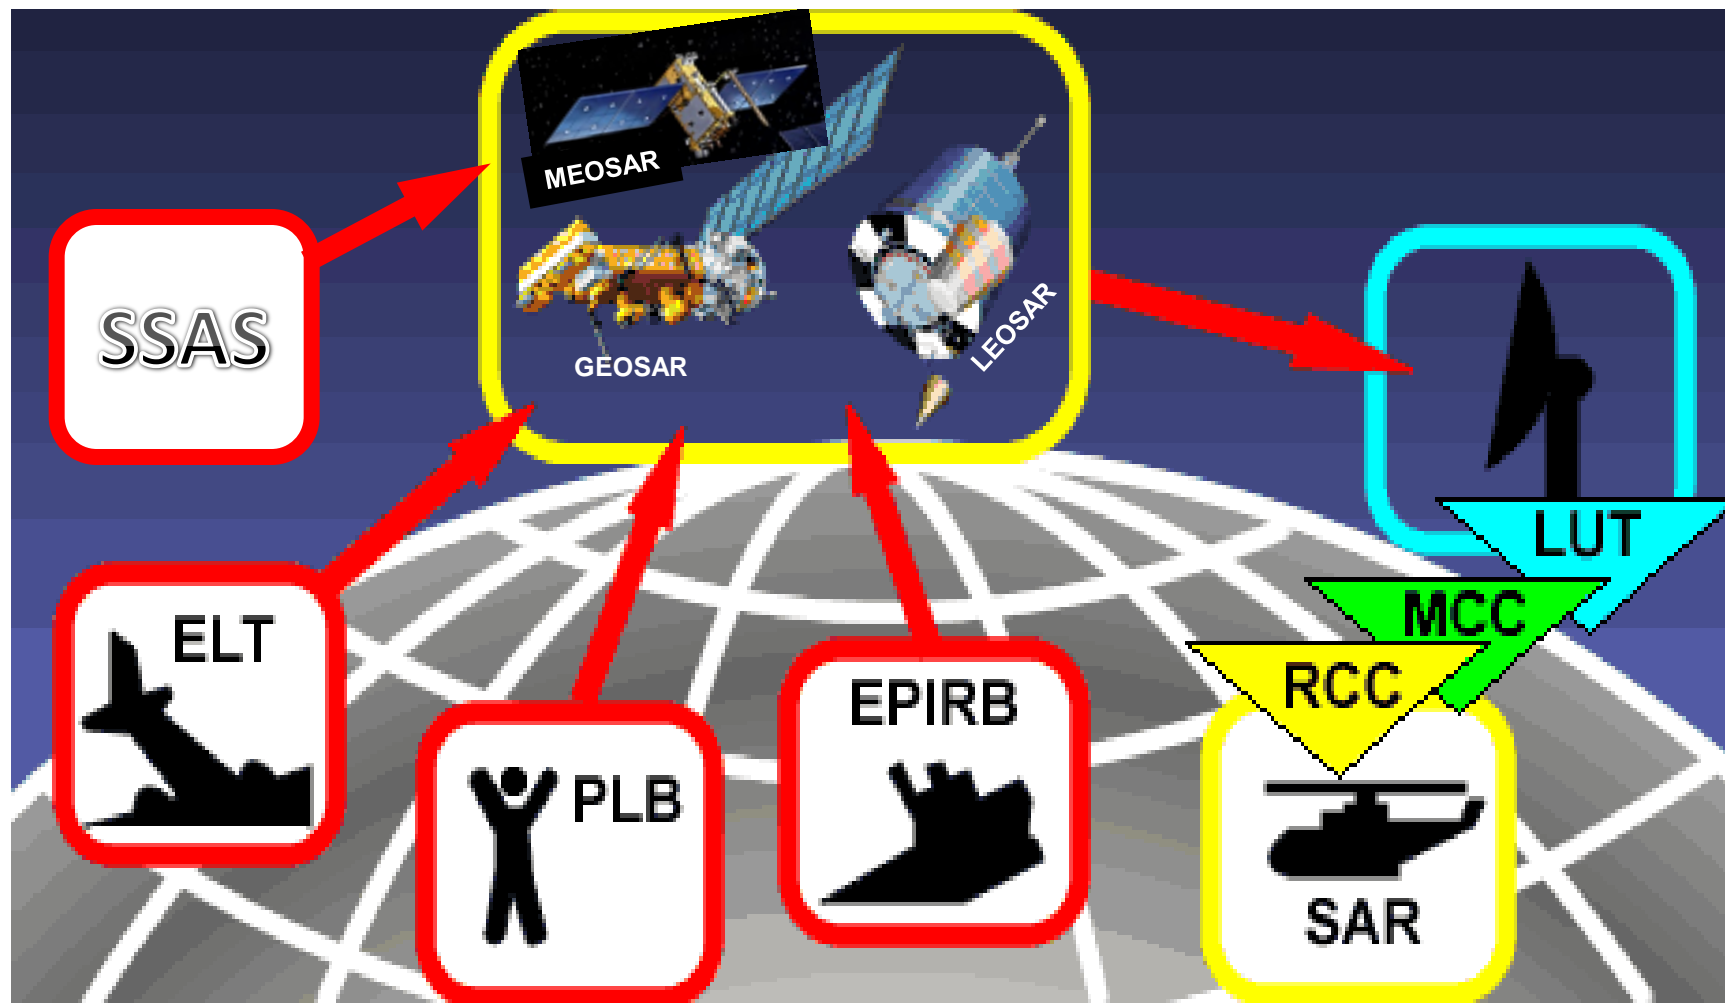 MEOSAR
SSAS
GEOSAR
LEOSAR
LUT
ELT
MCC
RCC
EPIRB
PLB
SAR